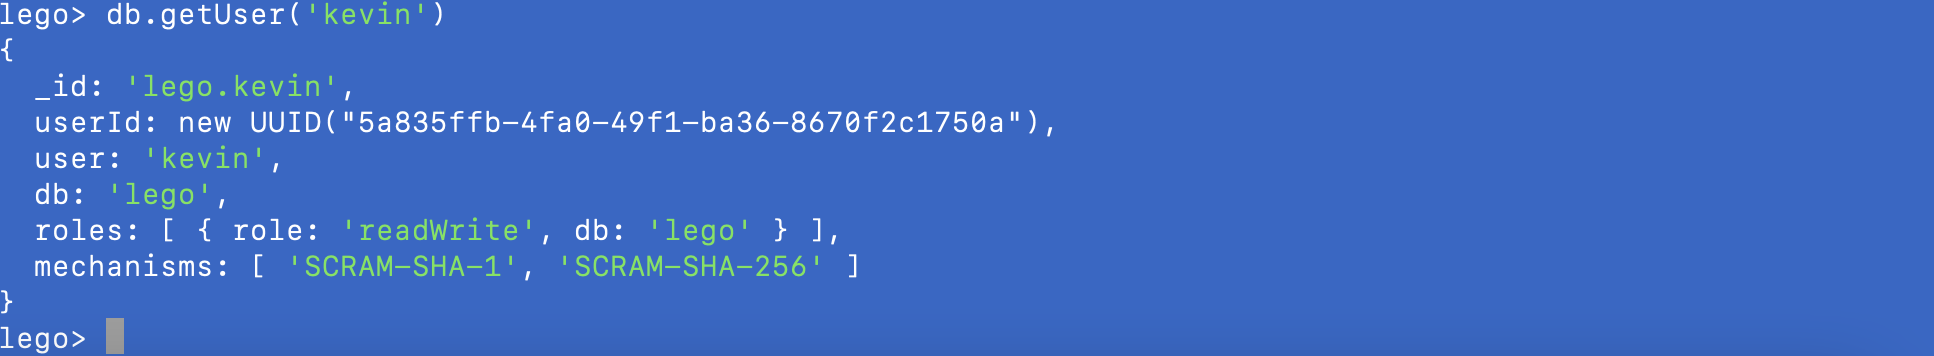 lego> db.getUser('kevin')
{
  _id: 'lego.kevin',
  userId: new UUID("5a835ffb-4fa0-49f1-ba36-8670f2c1750a"),
  user: 'kevin',
  db: 'lego',
  roles: [ { role: 'readWrite', db: 'lego' } ],
  mechanisms: [ 'SCRAM-SHA-1', 'SCRAM-SHA-256' ]
}
lego>